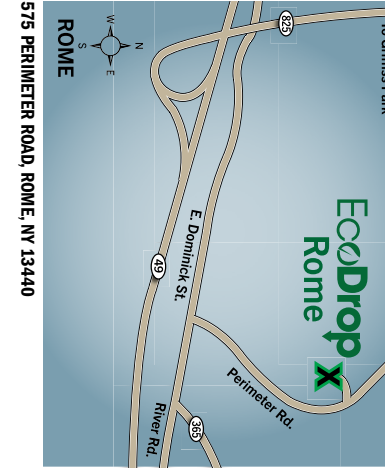 825
EcoDrop
Rome
X
Perimeter Rd.
E. Dominick St.
365
49
River Rd.
N
W
E
ROME
575 PERIMETER ROAD, ROME, NY 13440